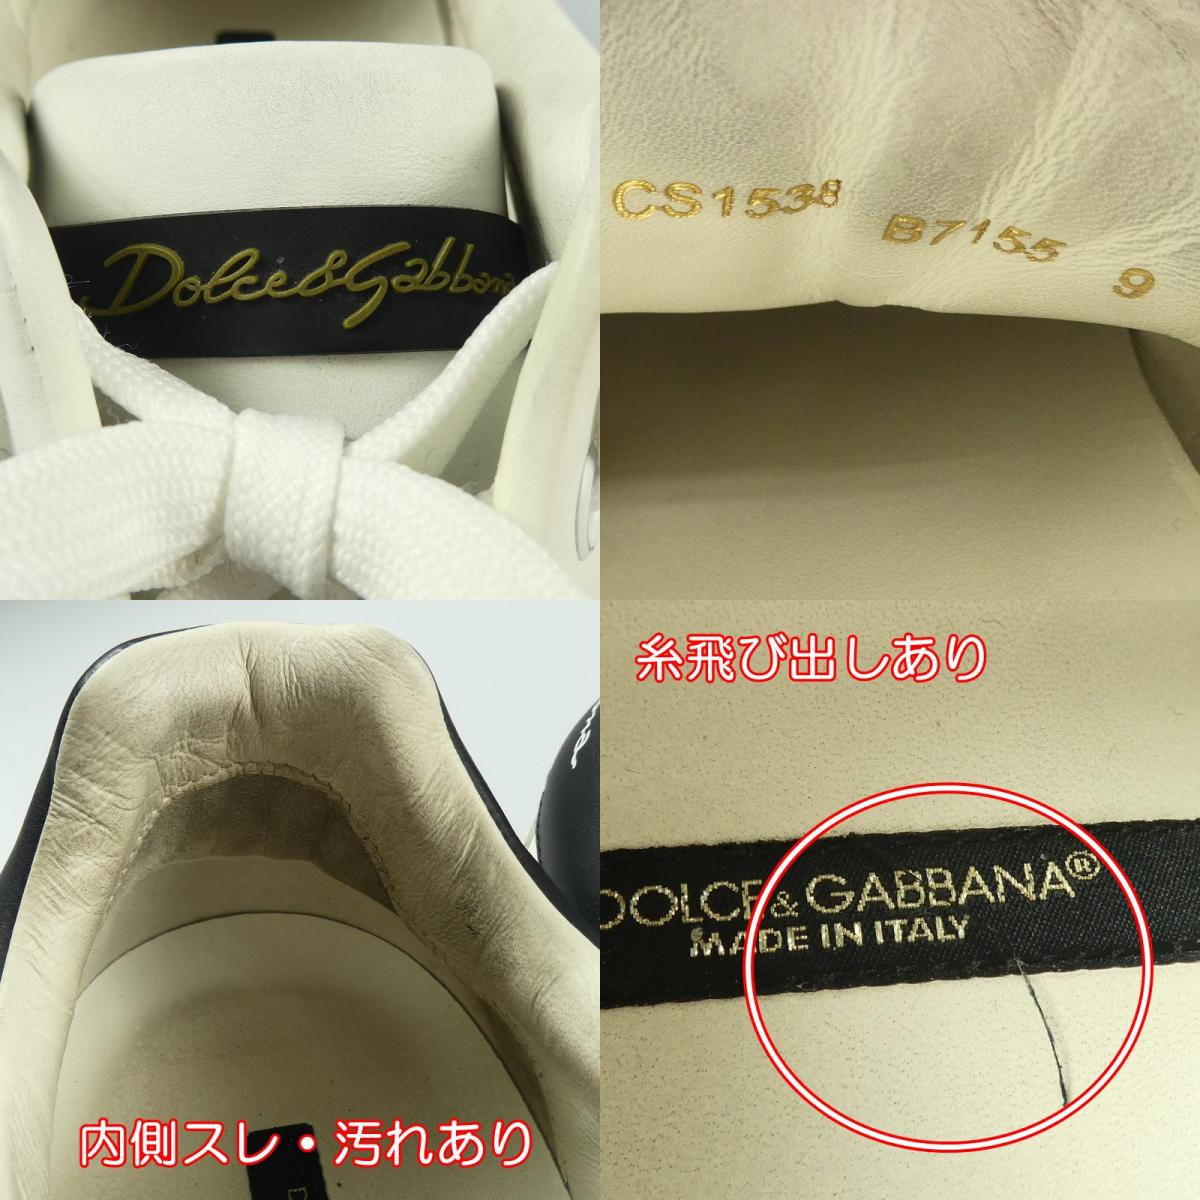 Dolce & Gabbana
CS1538 B7155 9
内側スレ・汚れあり
糸飛び出しあり
DOLCE & GABBANA®
MADE IN ITALY